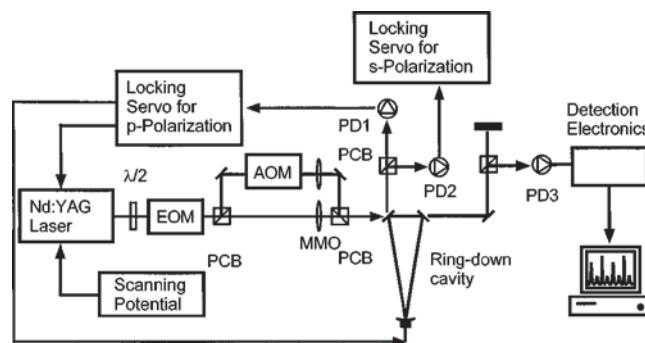 Locking
Servo for
s-Polarization
Locking
Servo for
p-Polarization
PD1
Detection
Electronics
PCB
PD2
PD3
λ/2
AOM
Nd:YAG
Laser
EOM
MMO
PCB
PCB
Ring-down
cavity
Scanning
Potential